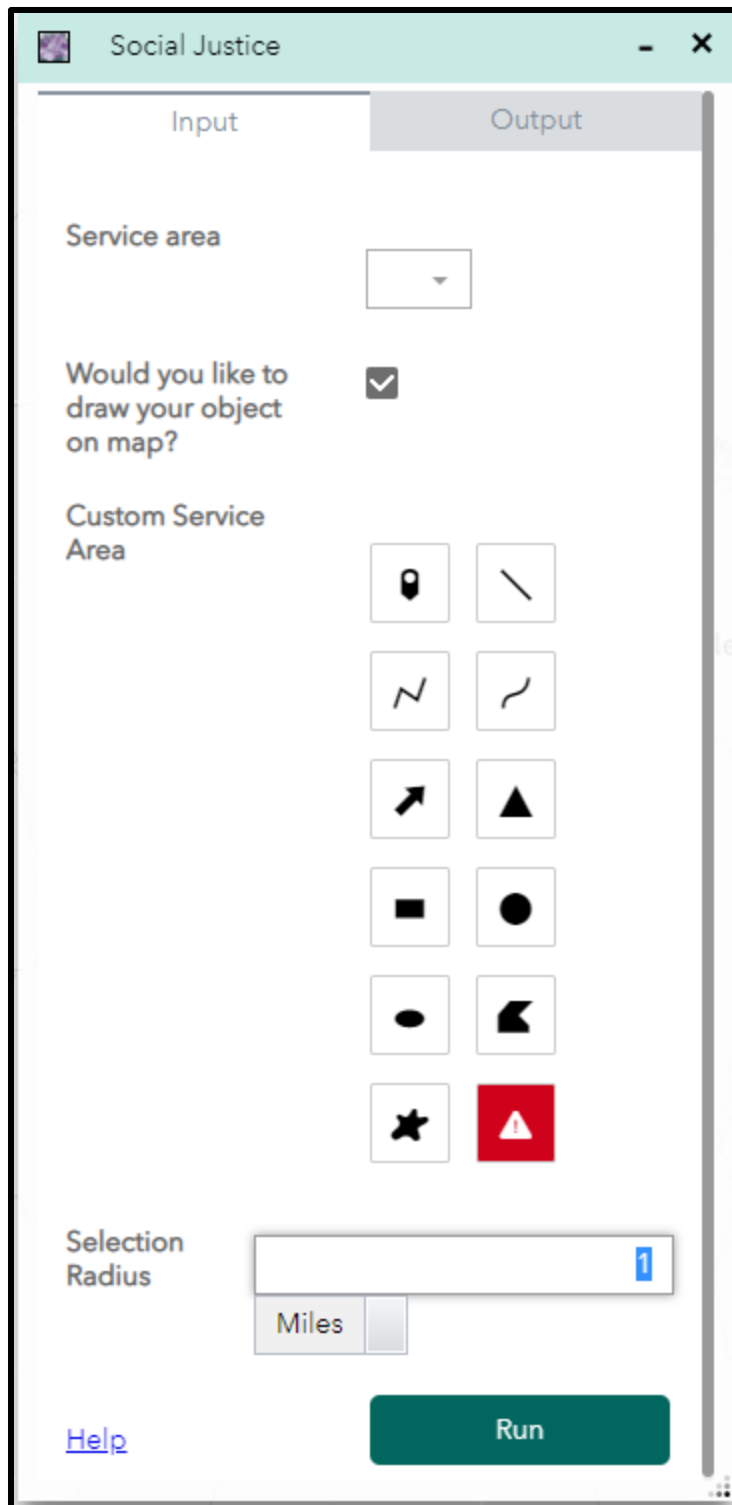 Social Justice
Input
Output
Service area
Would you like to
draw your object
on map?
Custom Service
Area
Selection
Radius
1
Miles
Help
Run